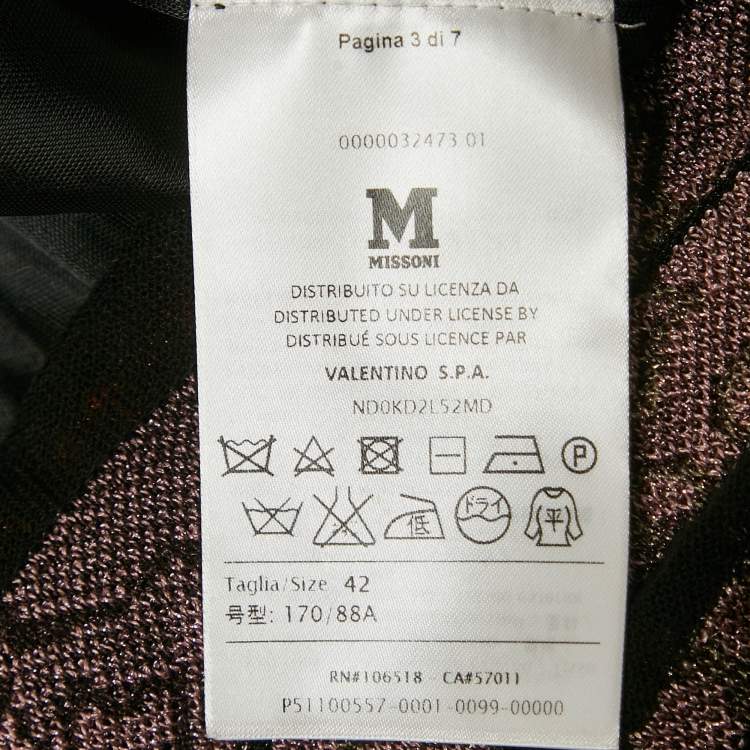 Pagina 3 di 7
0000032473 01
M
MISSONI
DISTRIBUITO SU LICENZA DA
DISTRIBUTED UNDER LICENSE BY
DISTRIBUÉ SOUS LICENCE PAR
VALENTINO S.P.A.
ND0KD2L52MD
P
低 ドライ 平
Taglia/Size 42
号型: 170/88A
RN#106518 - CA#57011
P51100557-0001-0099-00000